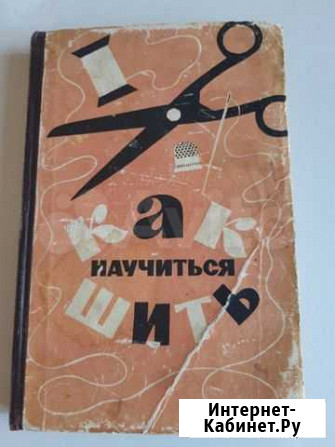 как
научиться
шить
Интернет-
Кабинет.Ру